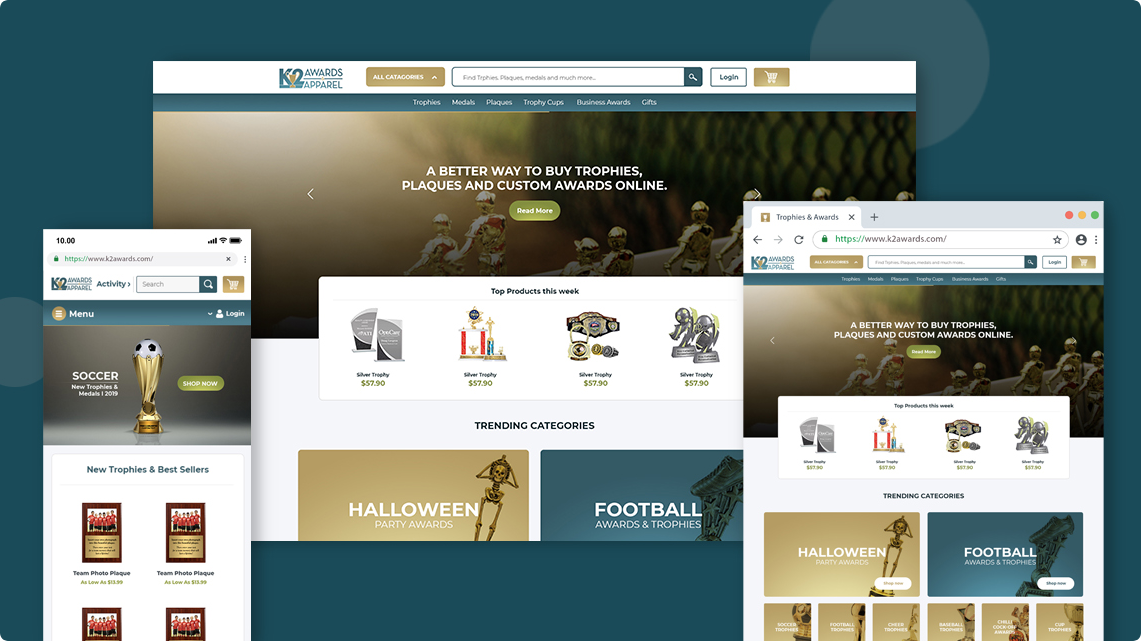 K2 AWARDS
APPAREL
ALL CATAGORIES
Find Trphies, Plaques, medals and much more...
Login
Trophies Medals Plaques Trophy Cups Business Awards Gifts
A BETTER WAY TO BUY TROPHIES,
PLAQUES AND CUSTOM AWARDS ONLINE.
Read More
Top Products this week
Silver Trophy Silver Trophy Silver Trophy Silver Trophy
$57.90 $57.90 $57.90 $57.90
TRENDING CATEGORIES
HALLOWEEN
PARTY AWARDS
FOOTBALL
AWARDS & TROPHIES
10.00
https://www.k2awards.com/
K2 AWARDS
APPAREL
Activity
Search
Menu
Login
SOCCER
New Trophies &
Medals I 2019
SHOP NOW
New Trophies & Best Sellers
Team Photo Plaque Team Photo Plaque
As Low As $13.99 As Low As $13.99
Trophies & Awards
https://www.k2awards.com/
K2 AWARDS
APPAREL
ALL CATAGORIES
Find Trphies, Plaques, medals and much more...
Login
Trophies Medals Plaques Trophy Cups Business Awards Gifts
A BETTER WAY TO BUY TROPHIES,
PLAQUES AND CUSTOM AWARDS ONLINE.
Read More
Top Products this week
Silver Trophy Silver Trophy Silver Trophy Silver Trophy
$57.90 $57.90 $57.90 $57.90
TRENDING CATEGORIES
HALLOWEEN
PARTY AWARDS
Shop now
FOOTBALL
AWARDS & TROPHIES
Shop now
SOCCER
TROPHIES
FOOTBALL
TROPHIES
CHEER
TROPHIES
BASEBALL
TROPHIES
CHILLI
COOK-OFF
AWARDS
CUP
TROPHIES